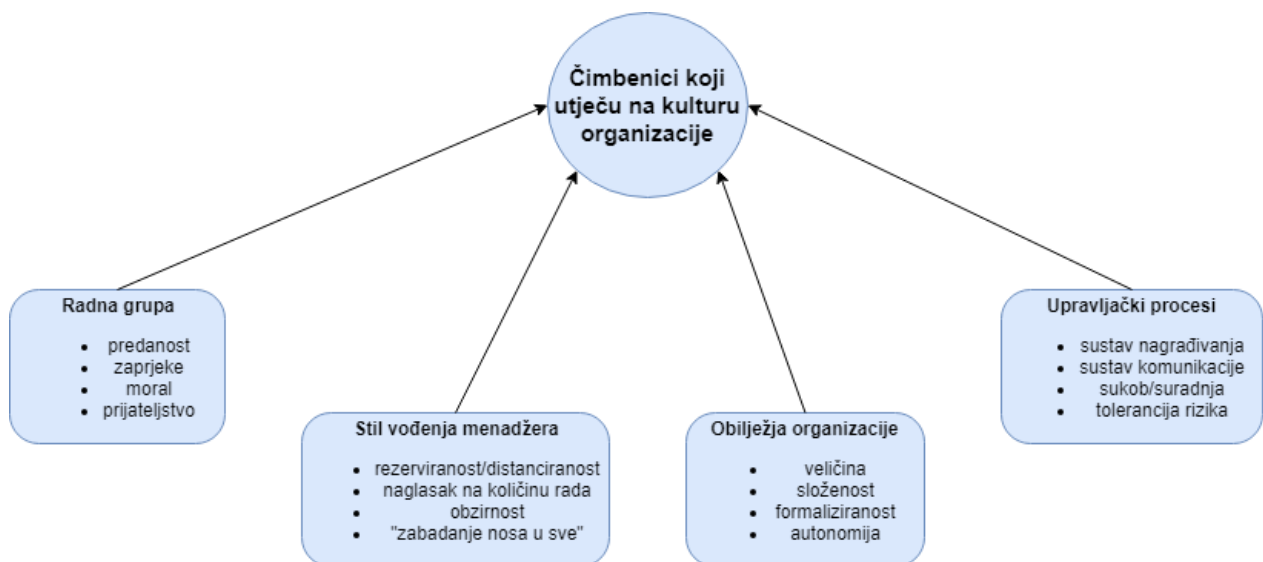 Čimbenici koji
utječu na kulturu
organizacije
Radna grupa
• predanost
• zaprjeke
• moral
• prijateljstvo
Stil vođenja menadžera
• rezerviranost/distanciranost
• naglasak na količinu rada
• obzirnost
• "zabadanje nosa u sve"
Obilježja organizacije
• veličina
• složenost
• formaliziranost
• autonomija
Upravljački procesi
• sustav nagrađivanja
• sustav komunikacije
• sukob/suradnja
• tolerancija rizika